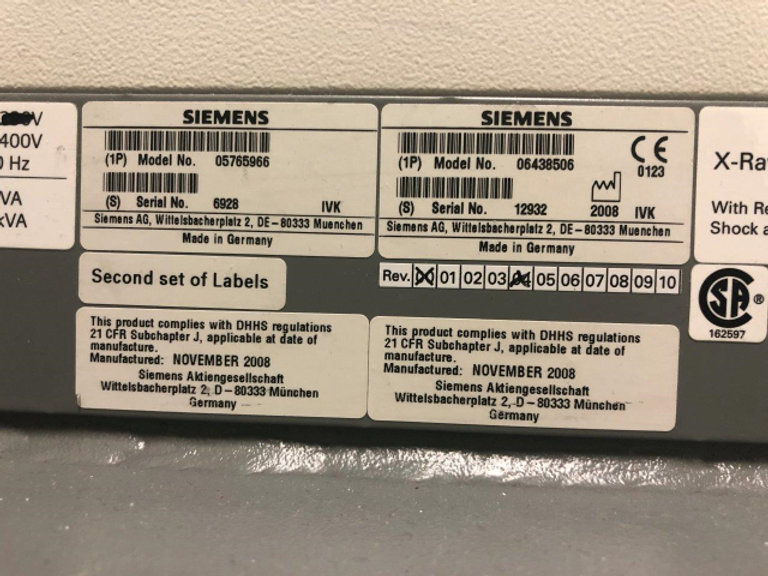 400V
Hz
VA
kVA
SIEMENS
(1P) Model No. 05765966
(S) Serial No. 6928 IVK
Siemens AG, Wittelsbacherplatz 2, DE-80333 Muenchen
Made in Germany
SIEMENS
(1P) Model No. 06438506
CE
0123
(S) Serial No. 12932 2008 IVK
Siemens AG, Wittelsbacherplatz 2, DE-80333 Muenchen
Made in Germany
X-Ra
With Re
Shock a
Second set of Labels
Rev. 01 02 03 04 05 06 07 08 09 10
SA ®
162597
This product complies with DHHS regulations
21 CFR Subchapter J, applicable at date of
manufacture.
Manufactured: NOVEMBER 2008
Siemens Aktiengesellschaft
Wittelsbacherplatz 2, D-80333 München
Germany
This product complies with DHHS regulations
21 CFR Subchapter J, applicable at date of
manufacture.
Manufactured: NOVEMBER 2008
Siemens Aktiengesellschaft
Wittelsbacherplatz 2, D-80333 München
Germany